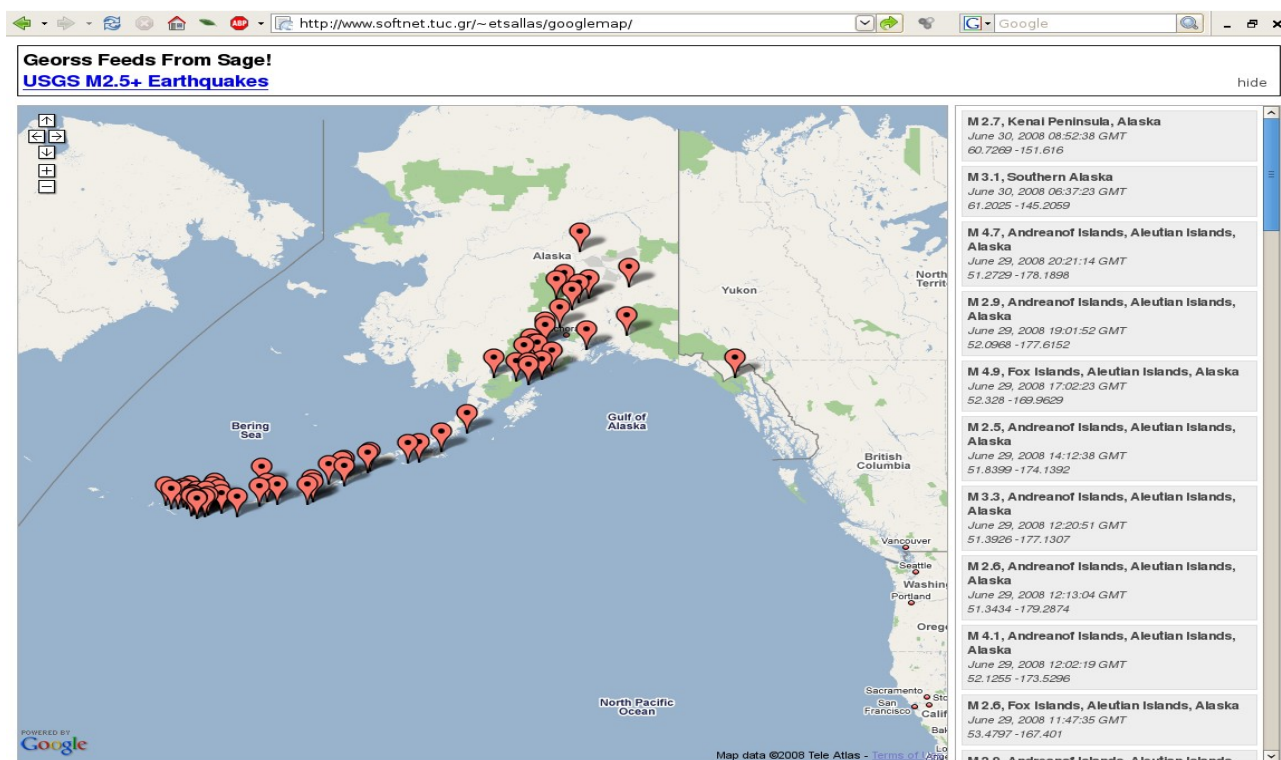 http://www.softnet.tuc.gr/~etsallas/googlemap/
Google
Georss Feeds From Sage!
USGS M2.5+ Earthquakes
hide
Alaska
Yukon
North
Territ
Bering
Sea
Gulf of
Alaska
British
Columbia
Vancouver
Seattle
Washin
Portland
Orego
Sacramento
Sto
San
Francisco
Calif
Bak
North Pacific
Ocean
POWERED BY
Google
Map data ©2008 Tele Atlas - Terms of
M 2.7, Kenai Peninsula, Alaska
June 30, 2008 08:52:38 GMT
60.7269 -151.616
M 3.1, Southern Alaska
June 30, 2008 06:37:23 GMT
61.2025 -145.2059
M 4.7, Andreanof Islands, Aleutian Islands,
Alaska
June 29, 2008 20:21:14 GMT
51.2729 -178.1898
M 2.9, Andreanof Islands, Aleutian Islands,
Alaska
June 29, 2008 19:01:52 GMT
52.0968 -177.6152
M 4.9, Fox Islands, Aleutian Islands, Alaska
June 29, 2008 17:02:23 GMT
52.328 -169.9629
M 2.5, Andreanof Islands, Aleutian Islands,
Alaska
June 29, 2008 14:12:38 GMT
51.8399 -174.1392
M 3.3, Andreanof Islands, Aleutian Islands,
Alaska
June 29, 2008 12:20:51 GMT
51.3926 -177.1307
M 2.6, Andreanof Islands, Aleutian Islands,
Alaska
June 29, 2008 12:13:04 GMT
51.3434 -179.2874
M 4.1, Andreanof Islands, Aleutian Islands,
Alaska
June 29, 2008 12:02:19 GMT
52.1255 -173.5296
M 2.6, Fox Islands, Aleutian Islands, Alaska
June 29, 2008 11:47:35 GMT
53.4797 -167.401